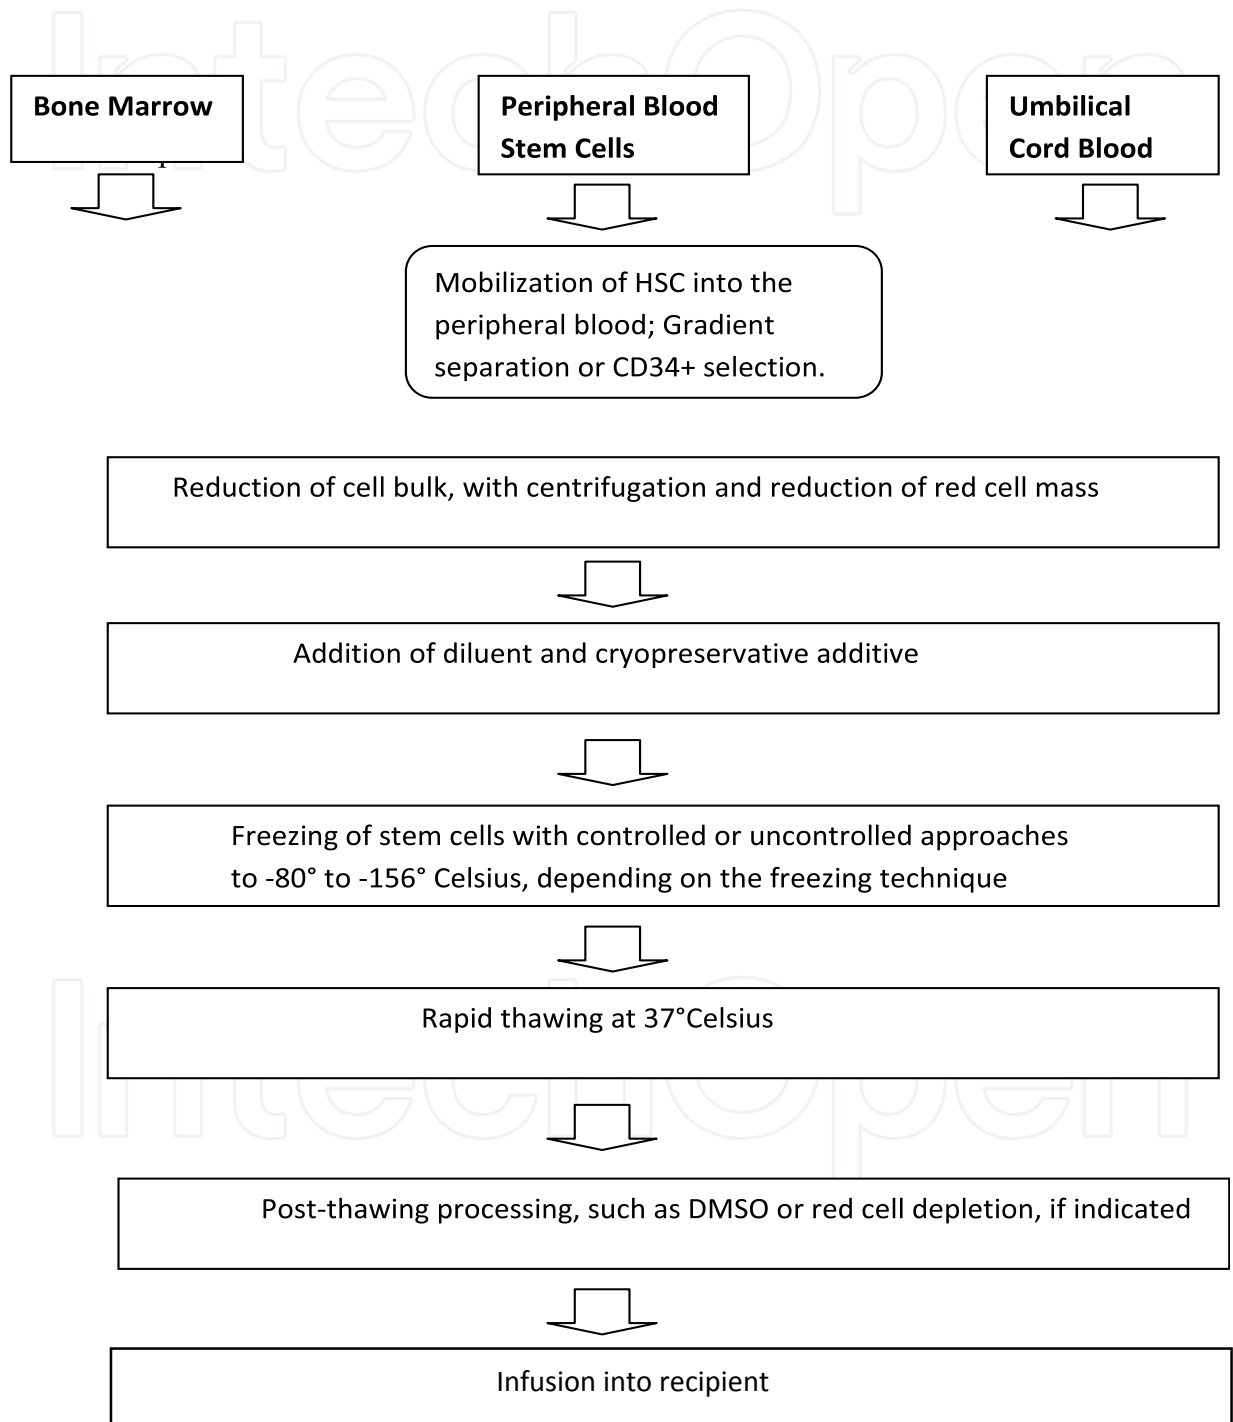 IntechOpen
Bone Marrow
Peripheral Blood
Stem Cells
Umbilical
Cord Blood
Mobilization of HSC into the
peripheral blood; Gradient
separation or CD34+ selection.
Reduction of cell bulk, with centrifugation and reduction of red cell mass
Addition of diluent and cryopreservative additive
Freezing of stem cells with controlled or uncontrolled approaches
to -80° to -156° Celsius, depending on the freezing technique
Rapid thawing at 37°Celsius
IntechOpen
Post-thawing processing, such as DMSO or red cell depletion, if indicated
Infusion into recipient